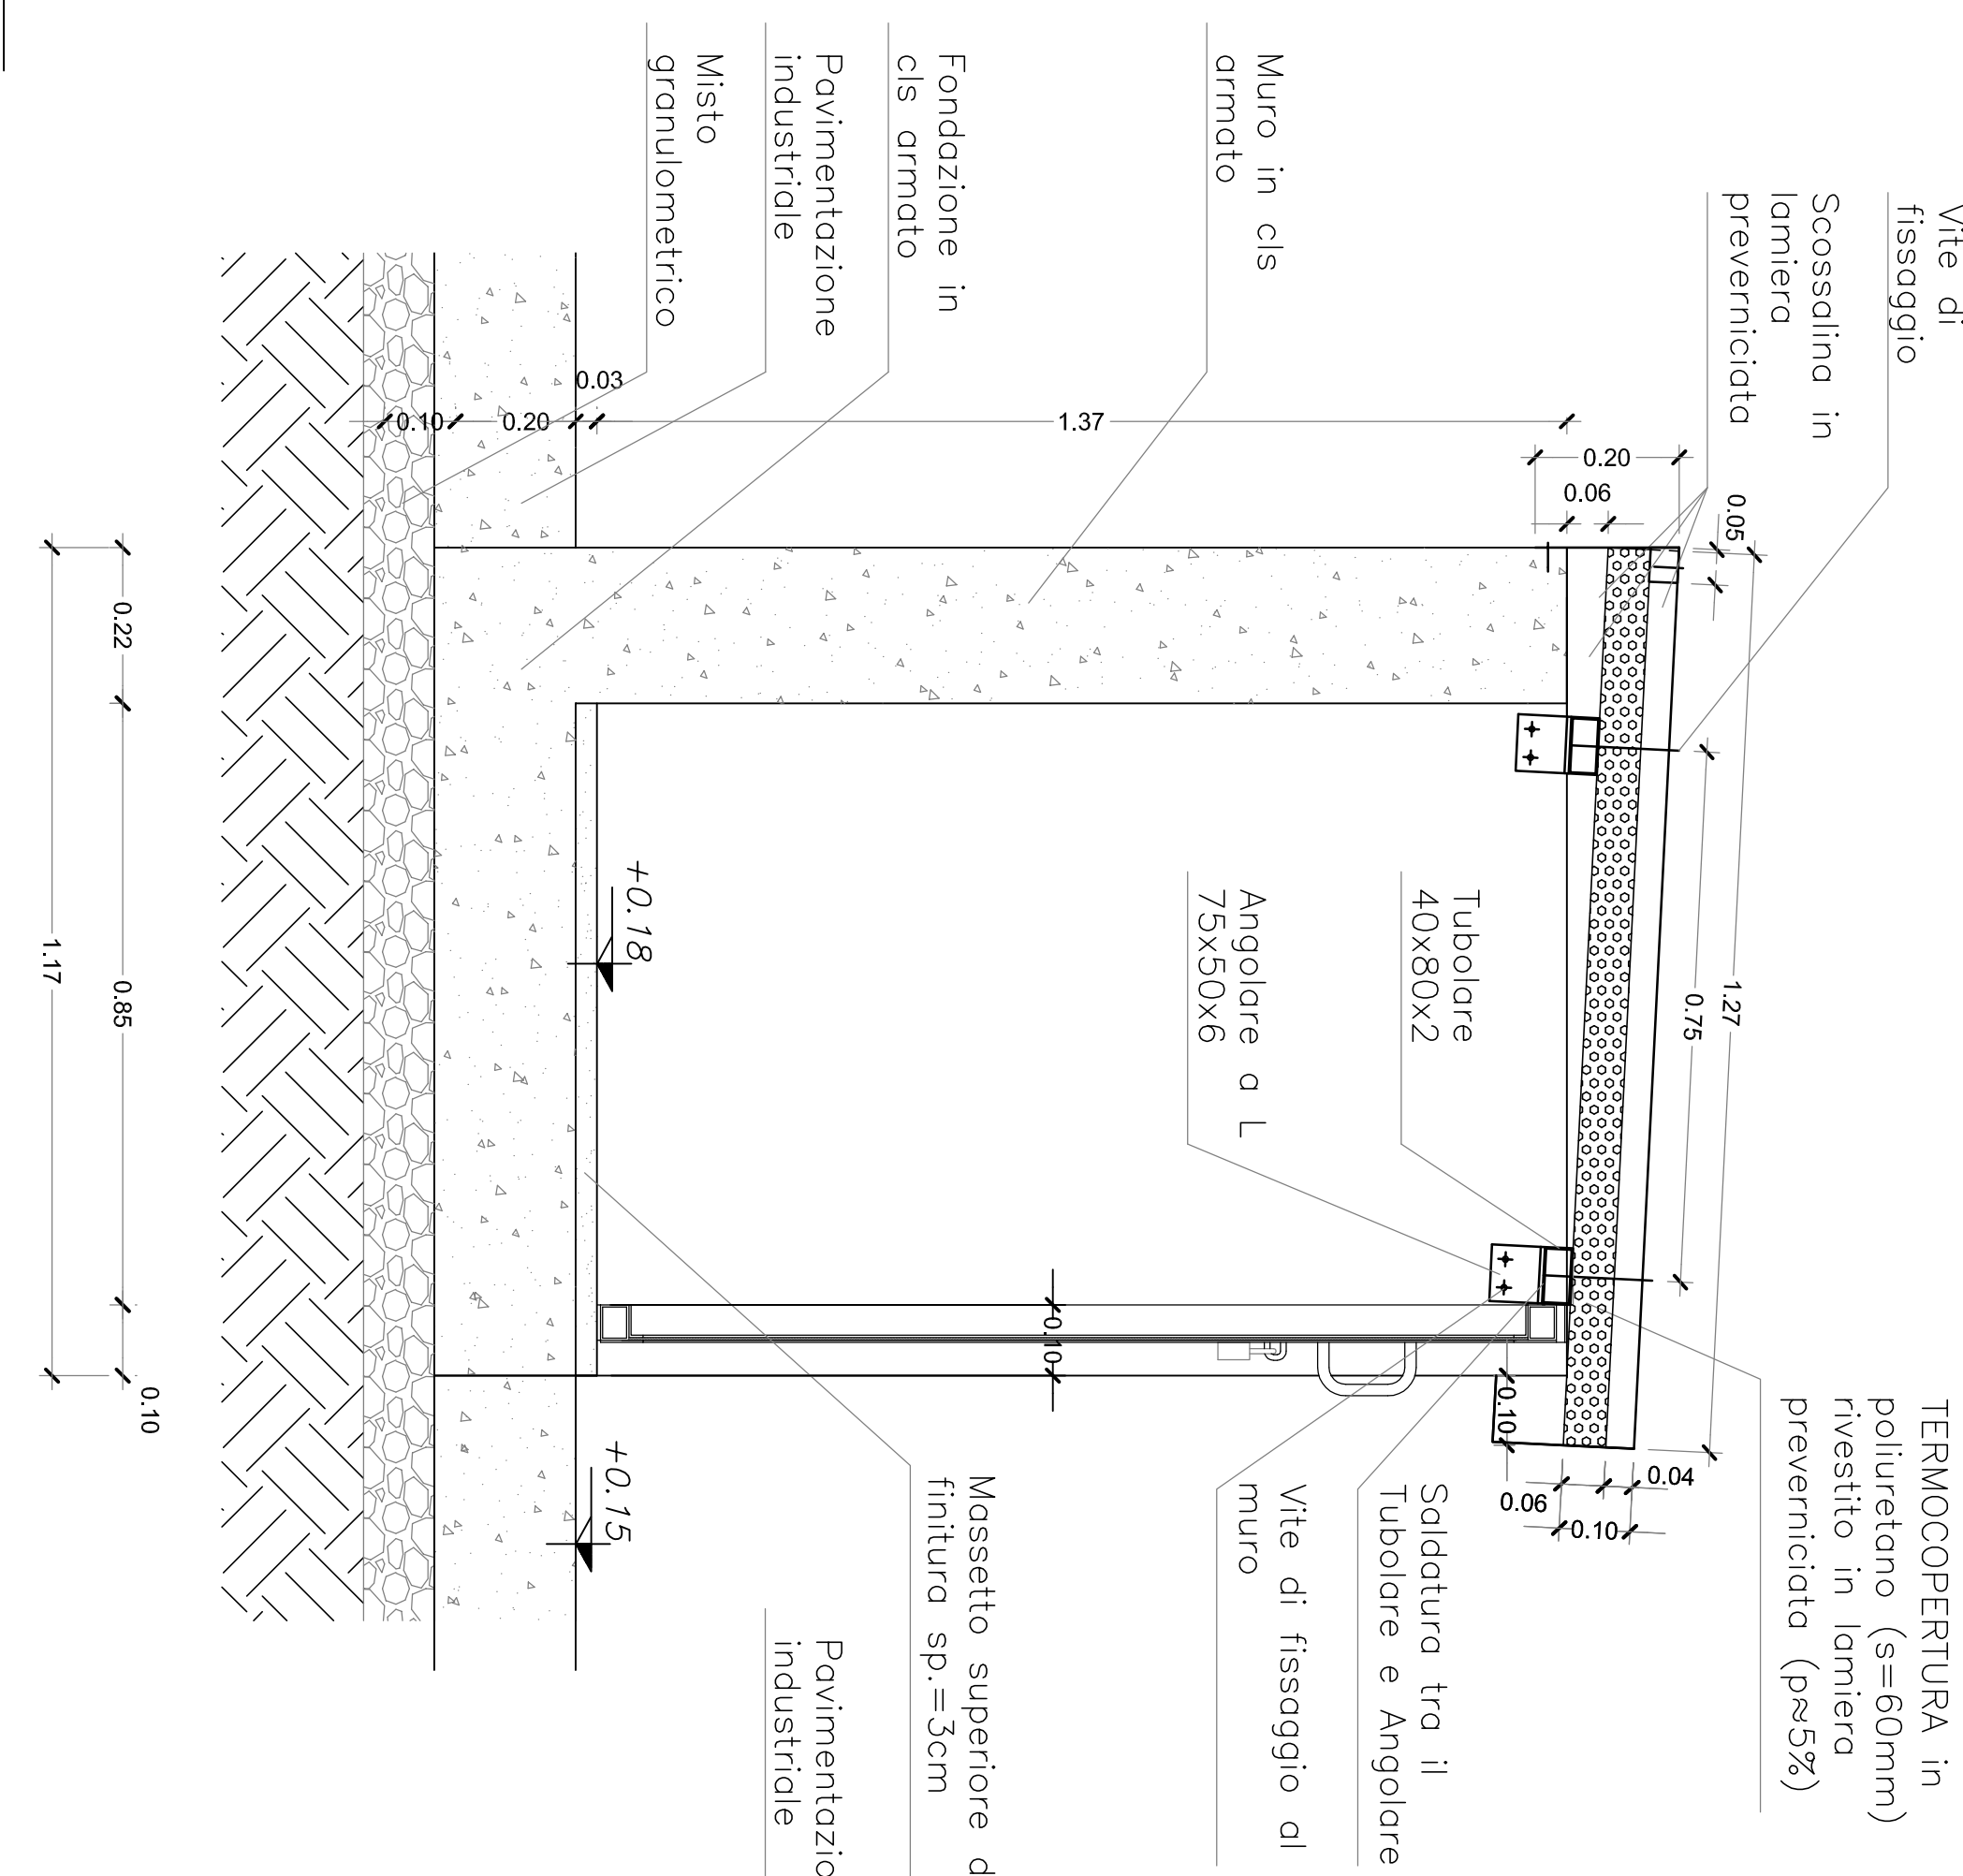 Vite di
fissaggio
Scossalina in
lamiera
preverniciata
Muro in cls
armato
Fondazione in
cls armato
Pavimentazione
industriale
Misto
granulometrico
TERMOCOPERTURA in
poliuretano (s=60mm)
rivestito in lamiera
preverniciata (p≈5%)
Tubolare
40x80x2
Angolare a L
75x50x6
Saldatura tra il
Tubolare e Angolare
Vite di fissaggio al
muro
Massetto superiore d
finitura sp.=3cm
Pavimentazio
industriale
1.27
0.75
0.05
0.20
0.06
1.37
0.03
0.20
0.10
0.04
0.06
0.10
0.10
0.10
+0.18
+0.15
0.22
0.85
0.10
1.17